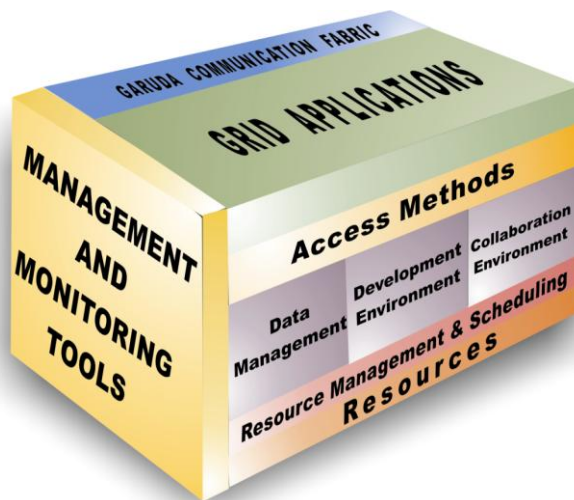 GARUDA COMMUNICATION FABRIC
GRID APPLICATIONS
MANAGEMENT
AND
MONITORING
TOOLS
Access Methods
Data
Management
Development
Environment
Collaboration
Environment
Resource Management & Scheduling
Resources